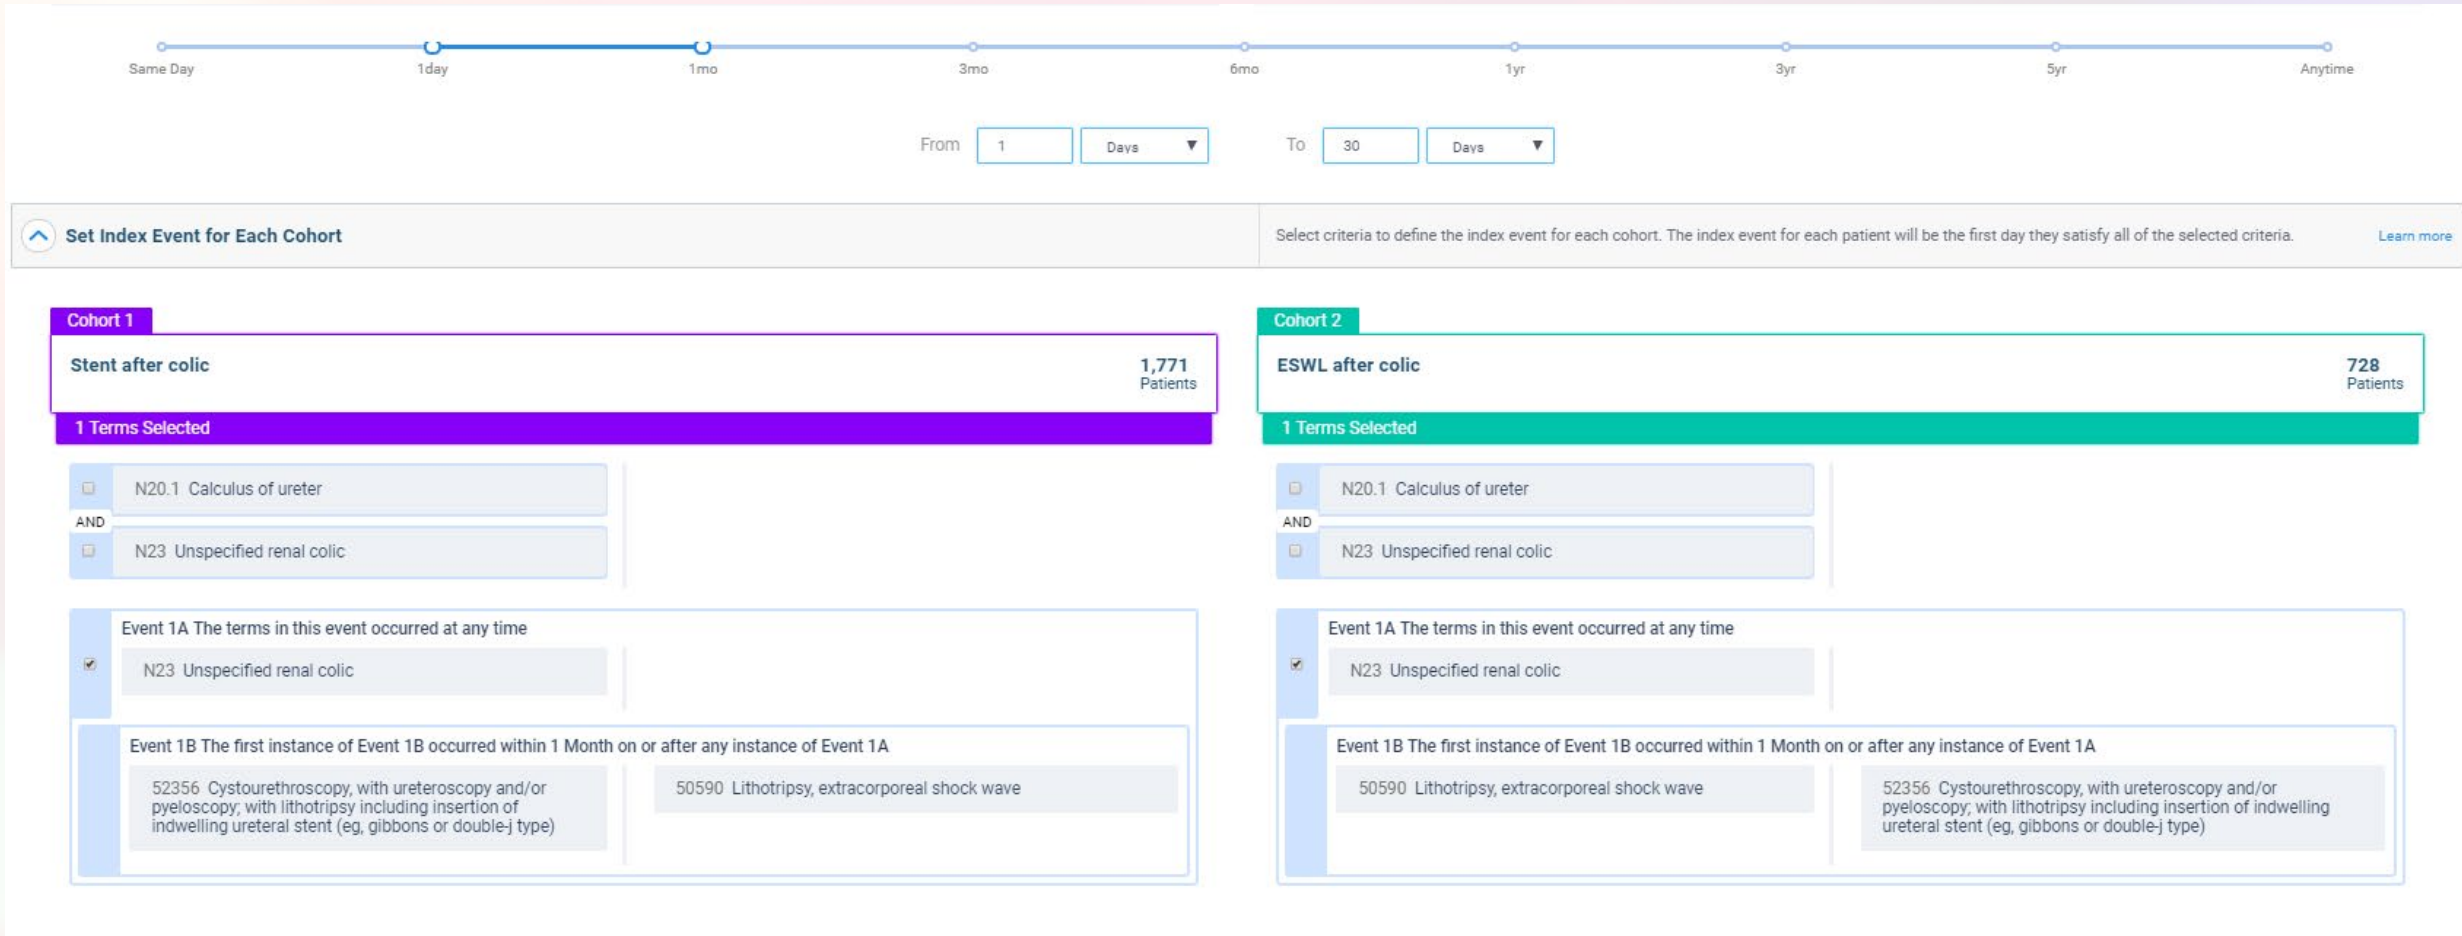 Same Day
1day
1mo
3mo
6mo
1yr
3yr
5yr
Anytime
From 1 Days To 30 Days
Set Index Event for Each Cohort
Select criteria to define the index event for each cohort. The index event for each patient will be the first day they satisfy all of the selected criteria.
Learn more
Cohort 1
Stent after colic
1,771
Patients
1 Terms Selected
N20.1 Calculus of ureter
AND
N23 Unspecified renal colic
Event 1A The terms in this event occurred at any time
N23 Unspecified renal colic
Event 1B The first instance of Event 1B occurred within 1 Month on or after any instance of Event 1A
52356 Cystourethroscopy, with ureteroscopy and/or
pyeloscopy; with lithotripsy including insertion of
indwelling ureteral stent (eg, gibbons or double-j type)
50590 Lithotripsy, extracorporeal shock wave
Cohort 2
ESWL after colic
728
Patients
1 Terms Selected
N20.1 Calculus of ureter
AND
N23 Unspecified renal colic
Event 1A The terms in this event occurred at any time
N23 Unspecified renal colic
Event 1B The first instance of Event 1B occurred within 1 Month on or after any instance of Event 1A
50590 Lithotripsy, extracorporeal shock wave
52356 Cystourethroscopy, with ureteroscopy and/or
pyeloscopy; with lithotripsy including insertion of indwelling
ureteral stent (eg, gibbons or double-j type)